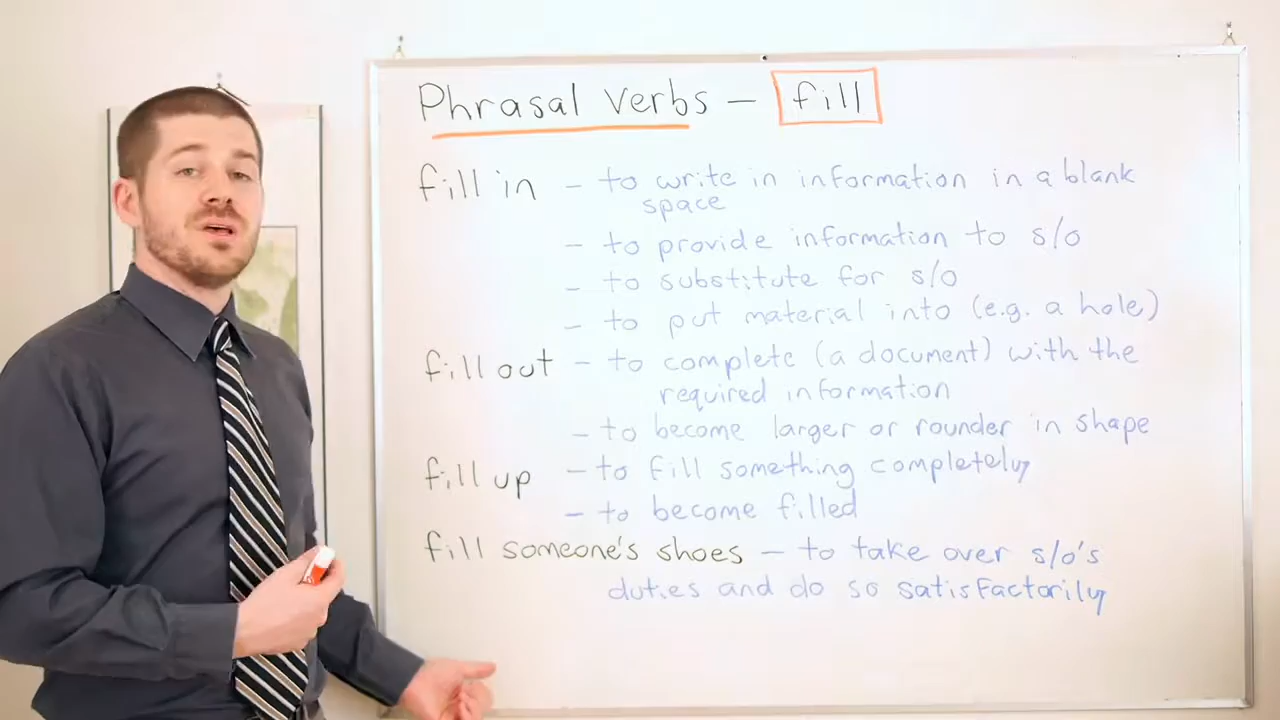 Phrasal Verbs – fill
fill in – to write in information in a blank
space
– to provide information to s/o
– to substitute for s/o
– to put material into (e.g. a hole)
fill out – to complete (a document) with the
required information
– to become larger or rounder in shape
fill up – to fill something completely
– to become filled
fill someone's shoes – to take over s/o's
duties and do so satisfactorily